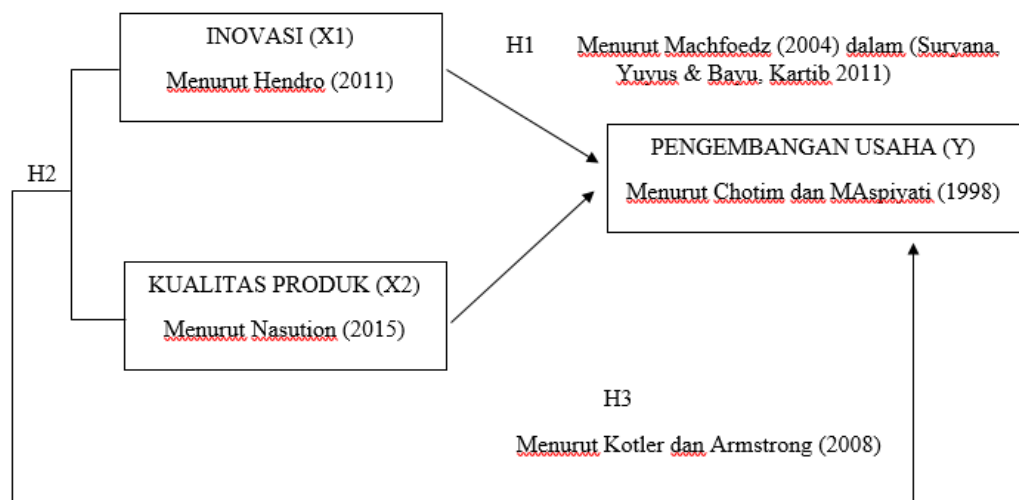 INOVASI (X1)
Menurut Hendro (2011)
H1 Menurut Machfoedz (2004) dalam (Suryana,
Yuyus & Bayu, Kartib 2011)
PENGEMBANGAN USAHA (Y)
Menurut Chotim dan MAspiyati (1998)
H2
KUALITAS PRODUK (X2)
Menurut Nasution (2015)
H3
Menurut Kotler dan Armstrong (2008)